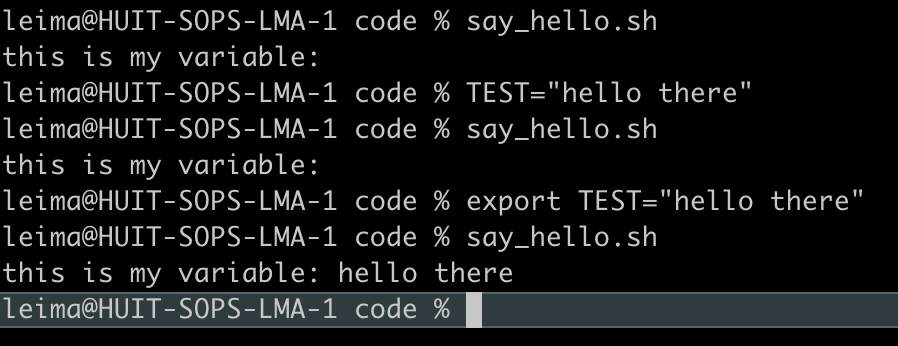 leima@HUIT-SOPS-LMA-1 code % say_hello.sh
this is my variable:
leima@HUIT-SOPS-LMA-1 code % TEST="hello there"
leima@HUIT-SOPS-LMA-1 code % say_hello.sh
this is my variable:
leima@HUIT-SOPS-LMA-1 code % export TEST="hello there"
leima@HUIT-SOPS-LMA-1 code % say_hello.sh
this is my variable: hello there
leima@HUIT-SOPS-LMA-1 code %